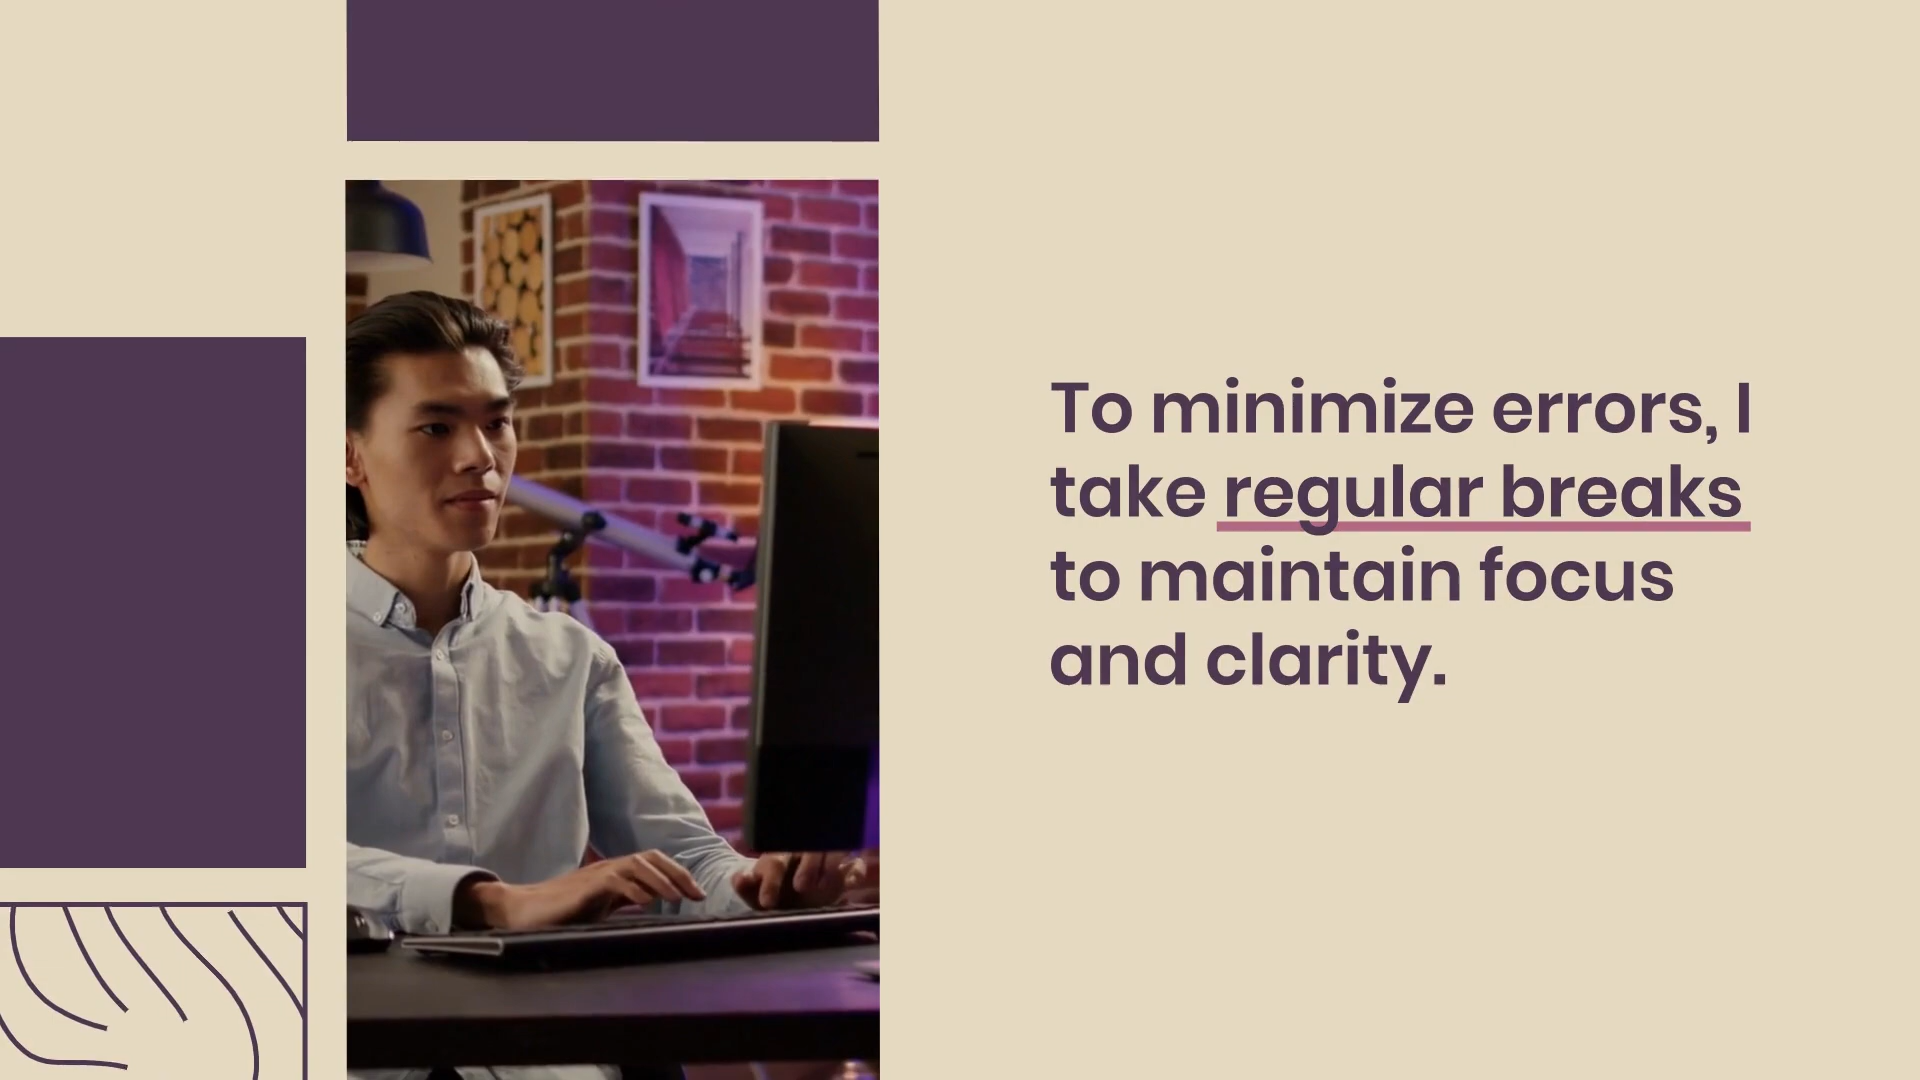 To minimize errors, I
take regular breaks
to maintain focus
and clarity.